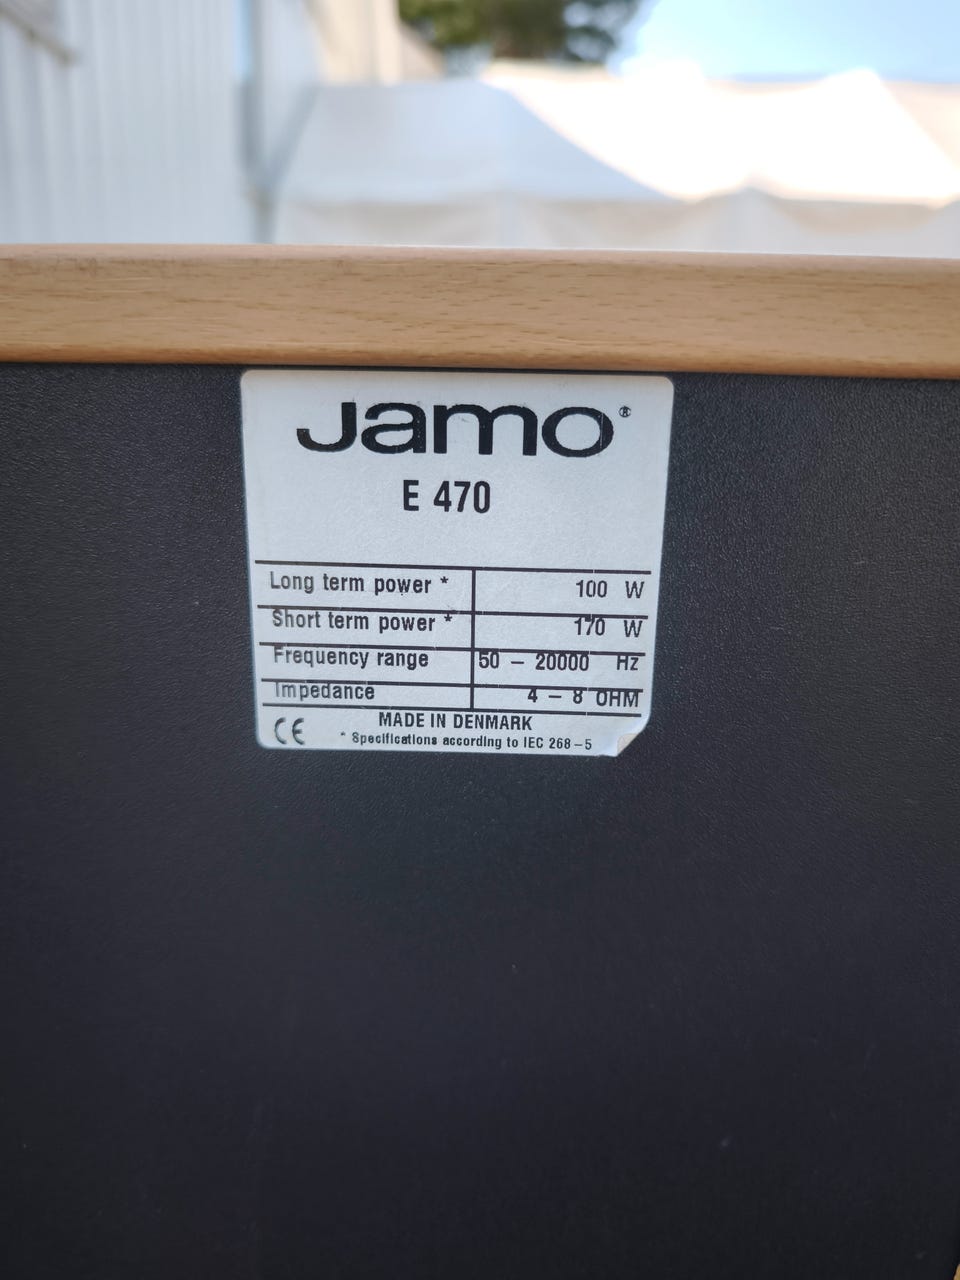 Jamo®
E 470
Long term power * 100 W
Short term power * 170 W
Frequency range 50 – 20000 Hz
Impedance 4 – 8 OHM
MADE IN DENMARK
CE * Specifications according to IEC 268–5